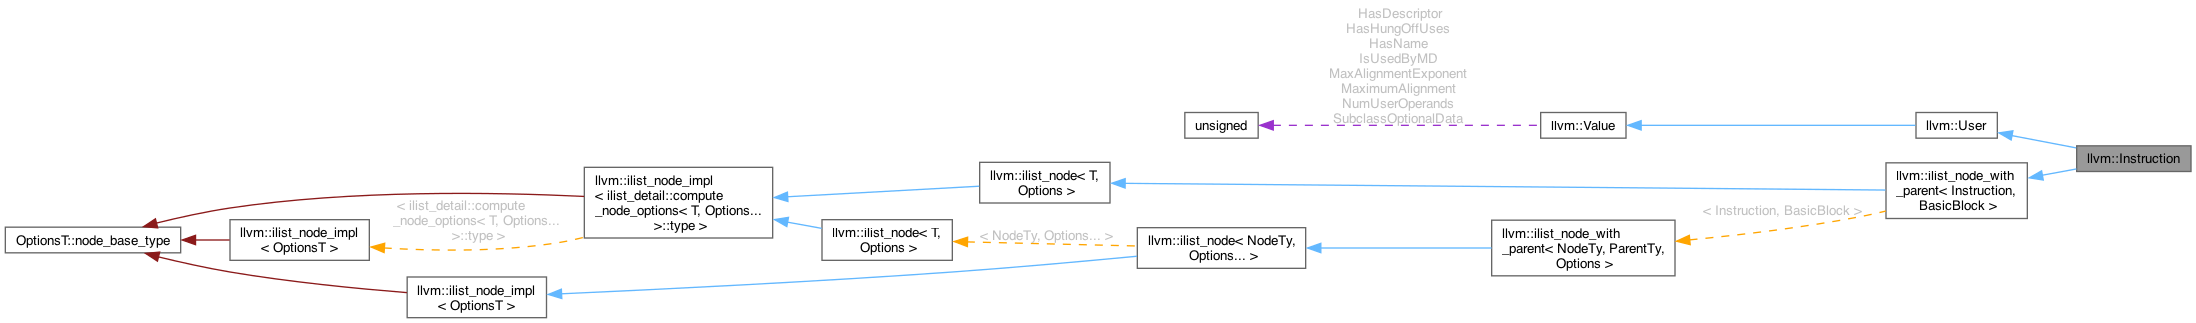 HasDescriptor
HasHungOffUses
HasName
IsUsedByMD
MaxAlignmentExponent
MaximumAlignment
NumUserOperands
SubclassOptionalData
unsigned
llvm::Value
llvm::User
llvm::Instruction
llvm::ilist_node_impl
< ilist_detail::compute
_node_options< T, Options...
>::type >
llvm::ilist_node< T,
Options >
llvm::ilist_node_with
_parent< Instruction,
BasicBlock >
< ilist_detail::compute
_node_options< T, Options...
>::type >
OptionsT::node_base_type
llvm::ilist_node_impl
< OptionsT >
llvm::ilist_node< T,
Options >
< NodeTy, Options... >
llvm::ilist_node< NodeTy,
Options... >
llvm::ilist_node_with
_parent< NodeTy, ParentTy,
Options >
< Instruction, BasicBlock >
llvm::ilist_node_impl
< OptionsT >